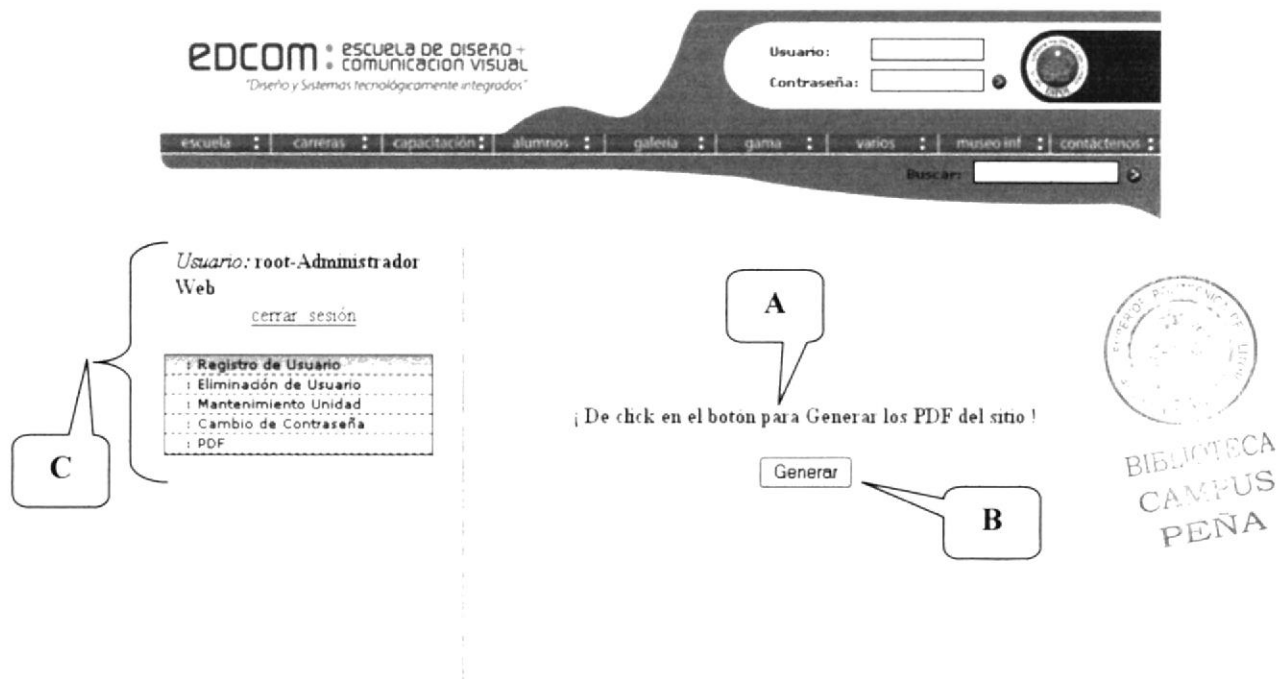 EDCOM: ESCUELA DE DISEÑO +
COMUNICACION VISUAL
"Diseño y Sistemas tecnológicamente integrados"
Usuario:
Contraseña:
escuela : carreras : capacitación : alumnos : galería : gama : varios : museo inf : contáctenos :
Buscar:
Usuario: root-Administrador
Web
cerrar sesión
: Registro de Usuario
: Eliminación de Usuario
: Mantenimiento Unidad
: Cambio de Contraseña
: PDF
A
¡ De click en el botón para Generar los PDF del sitio !
Generar
B
C
BIBLIOTECA
CAMPUS
PEÑA